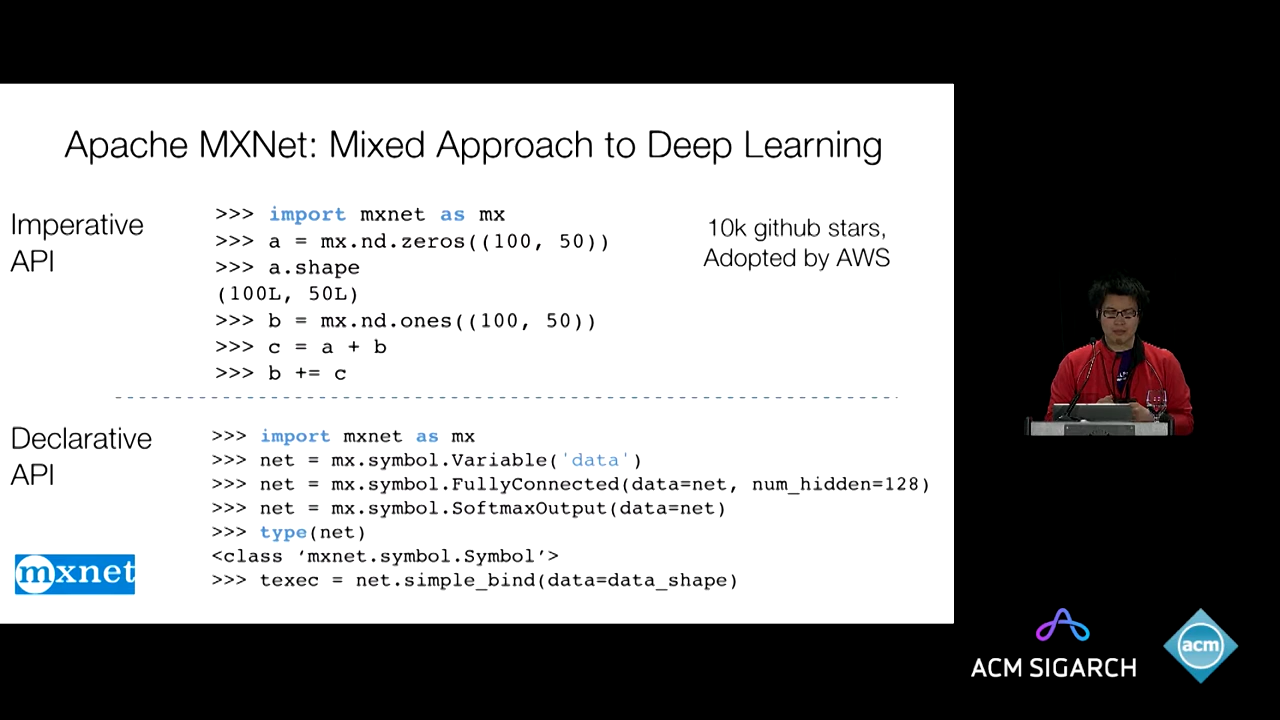 Apache MXNet: Mixed Approach to Deep Learning
Imperative
API
>>> import mxnet as mx
>>> a = mx.nd.zeros((100, 50))
>>> a.shape
(100L, 50L)
>>> b = mx.nd.ones((100, 50))
>>> c = a + b
>>> b += c
10k github stars,
Adopted by AWS
Declarative
API
>>> import mxnet as mx
>>> net = mx.symbol.Variable('data')
>>> net = mx.symbol.FullyConnected(data=net, num_hidden=128)
>>> net = mx.symbol.SoftmaxOutput(data=net)
>>> type(net)
<class ‘mxnet.symbol.Symbol’>
>>> texec = net.simple_bind(data=data_shape)
mxnet
ACM SIGARCH
acm